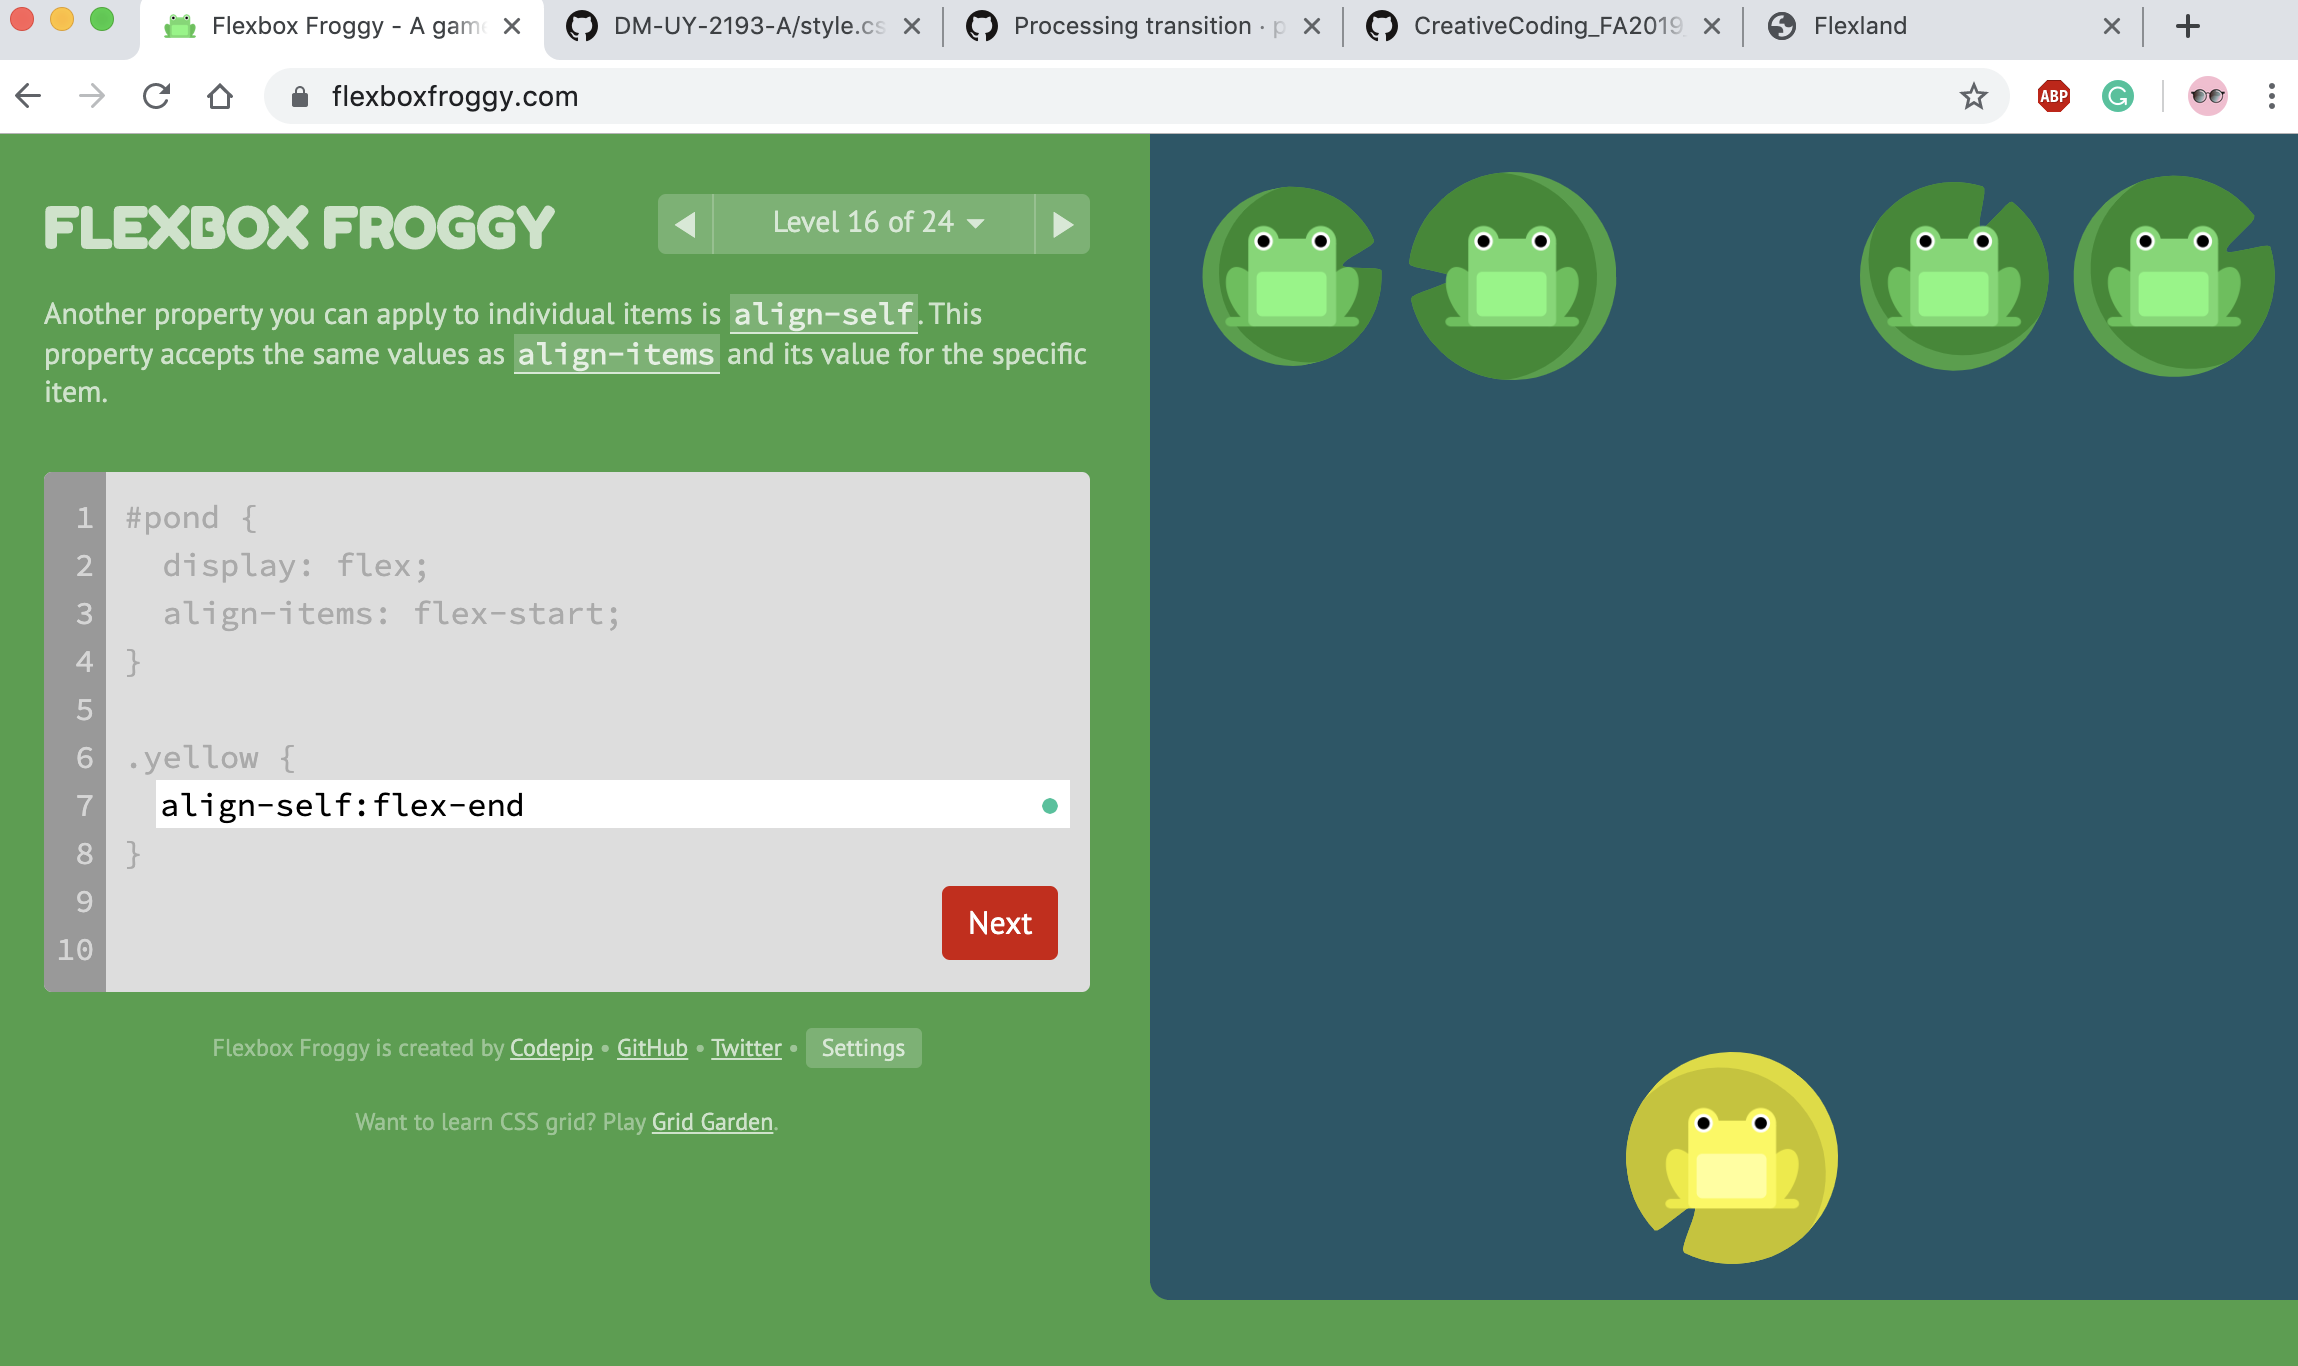 Flexbox Froggy - A game
DM-UY-2193-A/style.cs
Processing transition · p
CreativeCoding_FA2019_
Flexland
flexboxfroggy.com
ABP
FLEXBOX FROGGY
Level 16 of 24
Another property you can apply to individual items is align-self. This
property accepts the same values as align-items and its value for the specific
item.
1 #pond {
2 display: flex;
3 align-items: flex-start;
4 }
5
6 .yellow {
7 align-self:flex-end
8 }
9
10
Next
Flexbox Froggy is created by Codepip • GitHub • Twitter • Settings
Want to learn CSS grid? Play Grid Garden.